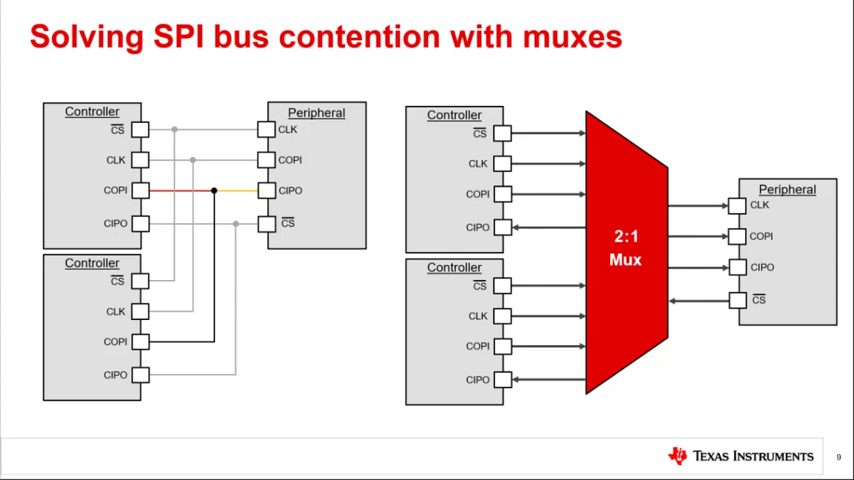 Solving SPI bus contention with muxes
Controller
CS
CLK
COPI
CIPO
Controller
CS
CLK
COPI
CIPO
Peripheral
CLK
COPI
CIPO
CS
Controller
CS
CLK
COPI
CIPO
Controller
CS
CLK
COPI
CIPO
2:1
Mux
Peripheral
CLK
COPI
CIPO
CS
TEXAS INSTRUMENTS
9